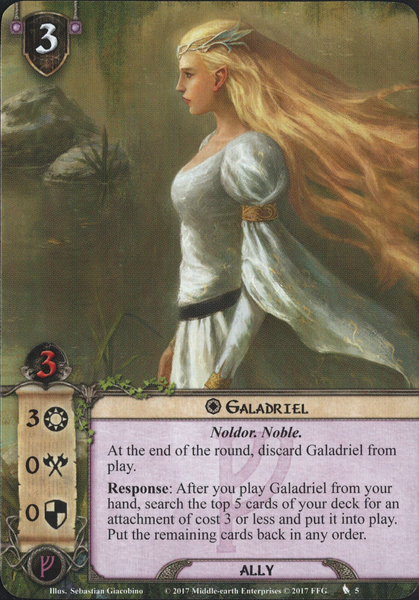 3
3
3
0
0
GALADRIEL
Noldor. Noble.
At the end of the round, discard Galadriel from
play.
Response: After you play Galadriel from your
hand, search the top 5 cards of your deck for an
attachment of cost 3 or less and put it into play.
Put the remaining cards back in any order.
ALLY
Illus. Sebastian Giacobino © 2017 Middle-earth Enterprises © 2017 FFG 5